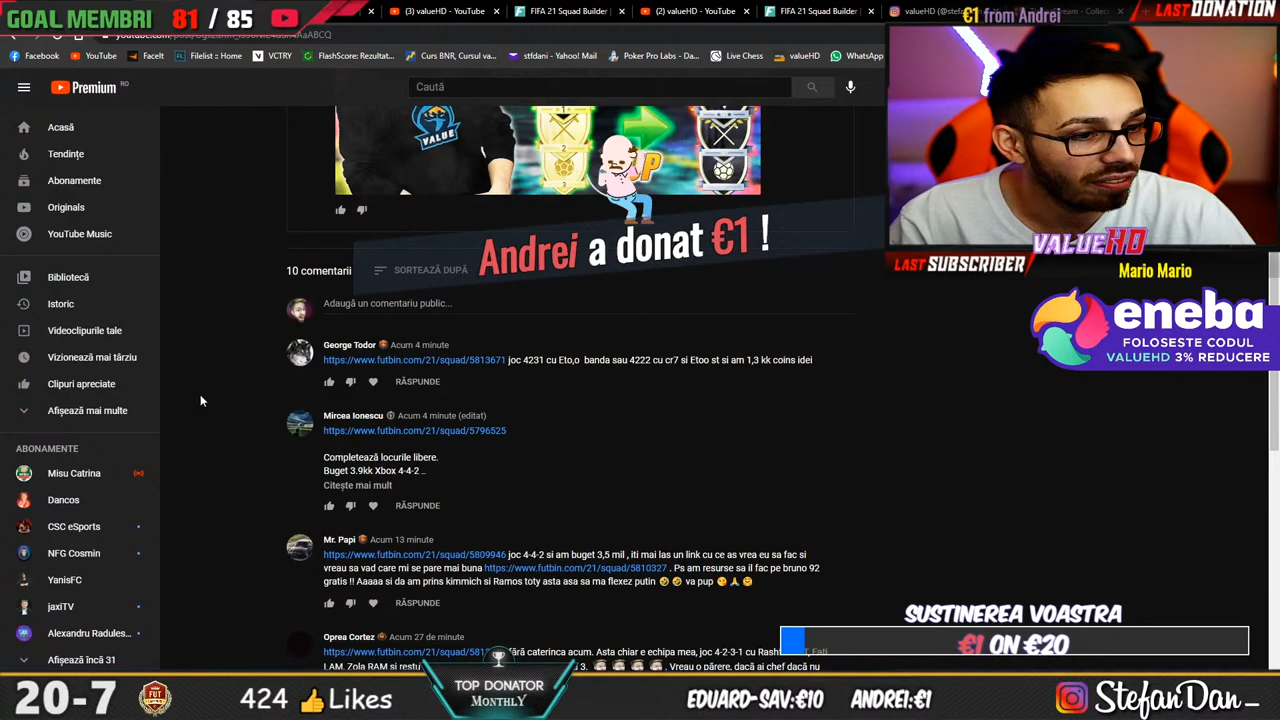 GOAL MEMBRI 81 / 85
(3) valueHD - YouTube
FIFA 21 Squad Builder
(2) valueHD - YouTube
FIFA 21 Squad Builder
€1 from Andrei
LAST DONATION
Facebook YouTube FaceIt Filelist :: Home VCTRY FlashScore: Rezultat... Curs BNR, Cursul va... stfdani - Yahoo! Mail Poker Pro Labs - Da... Live Chess valueHD WhatsApp
Premium RO
Caută
Acasă
Tendințe
Abonamente
Originals
YouTube Music
Bibliotecă
Istoric
Videoclipurile tale
Vizionează mai târziu
Clipuri apreciate
Afișează mai multe
ABONAMENTE
Misu Catrina
Dancos
CSC eSports
NFG Cosmin
YanisFC
jaxiTV
Alexandru Radules...
Afișează încă 31
VALUE
UP
Andrei a donat €1 !
10 comentarii SORTEAZĂ DUPĂ
Adaugă un comentariu public...
George Todor Acum 4 minute
https://www.futbin.com/21/squad/5813671 joc 4231 cu Eto,o banda sau 4222 cu cr7 si Etoo st si am 1,3 kk coins idei
RĂSPUNDE
Mircea Ionescu Acum 4 minute (editat)
https://www.futbin.com/21/squad/5796525
Completează locurile libere.
Buget 3.9kk Xbox 4-4-2 ..
Citește mai mult
RĂSPUNDE
Mr. Papi Acum 13 minute
https://www.futbin.com/21/squad/5809946 joc 4-4-2 si am buget 3,5 mil , iti mai las un link cu ce as vrea eu sa fac si
vreau sa vad care mi se pare mai buna https://www.futbin.com/21/squad/5810327 . Ps am resurse sa il fac pe bruno 92
gratis !! Aaaaa si da am prins kimmich si Ramos toty asta asa sa ma flexez putin 🤣 🤣 va pup
RĂSPUNDE
Oprea Cortez Acum 27 de minute
fără caterinca acum. Asta chiar e echipa mea, joc 4-2-3-1 cu
Vreau o părere, dacă ai chef dacă nu
VALUEHD
LAST SUBSCRIBER
Mario Mario
eneba
FOLOSESTE CODUL
VALUEHD 3% REDUCERE
SUSTINEREA VOASTRA
€1 ON €20
20-7
FUT
424 👍Likes
TOP DONATOR
MONTHLY
EDUARD-SAV:€10 ANDREI:€1
StefanDan_